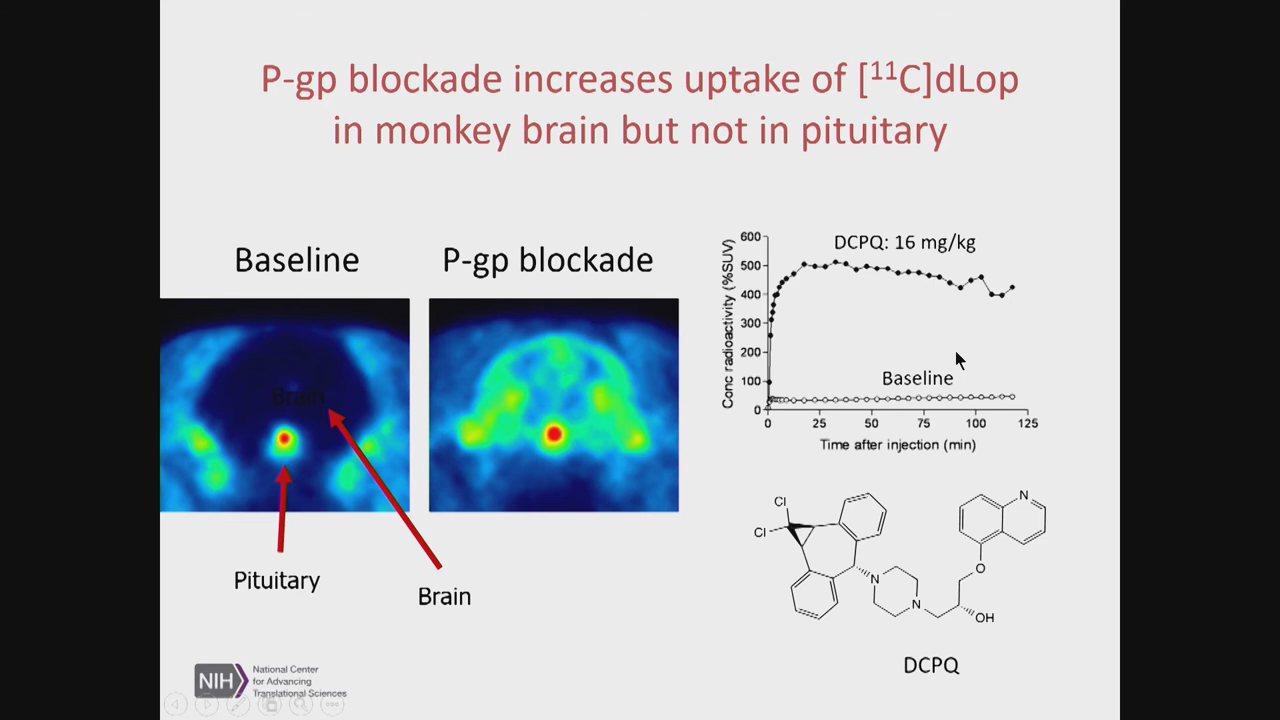 P-gp blockade increases uptake of [¹¹C]dLop
in monkey brain but not in pituitary
Baseline
P-gp blockade
Brain
Pituitary
Brain
Conc radioactivity (%SUV)
600
500
400
300
200
100
0
DCPQ: 16 mg/kg
Baseline
0
25
50
75
100
125
Time after injection (min)
Cl
Cl
N
N
N
O
OH
DCPQ
NIH
National Center
for Advancing
Translational Sciences